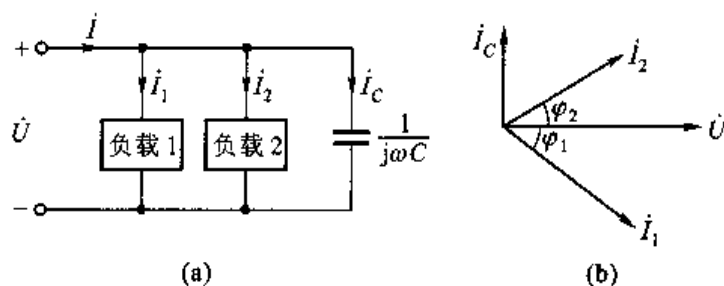 + İ
İ₁ İ₂ İ_C
U̇ 负载1 负载2 1/jωC
−
(a)
İ_C İ₂
φ₂
φ₁ U̇
İ₁
(b)